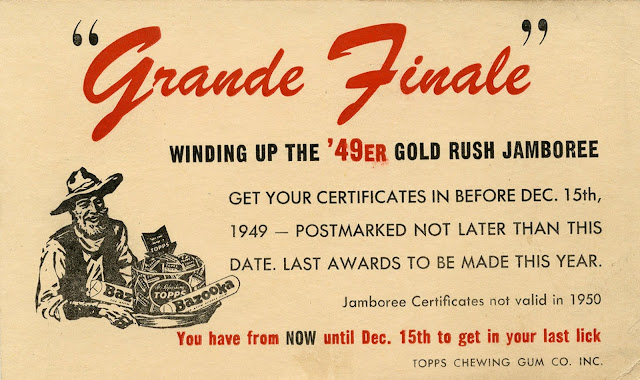 “Grande Finale”
WINDING UP THE ’49ER GOLD RUSH JAMBOREE
GET YOUR CERTIFICATES IN BEFORE DEC. 15th,
1949 — POSTMARKED NOT LATER THAN THIS
DATE. LAST AWARDS TO BE MADE THIS YEAR.
Jamboree Certificates not valid in 1950
You have from NOW until Dec. 15th to get in your last lick
TOPPS CHEWING GUM CO. INC.
TOPPS
TOPPS
Baz
Bazooka